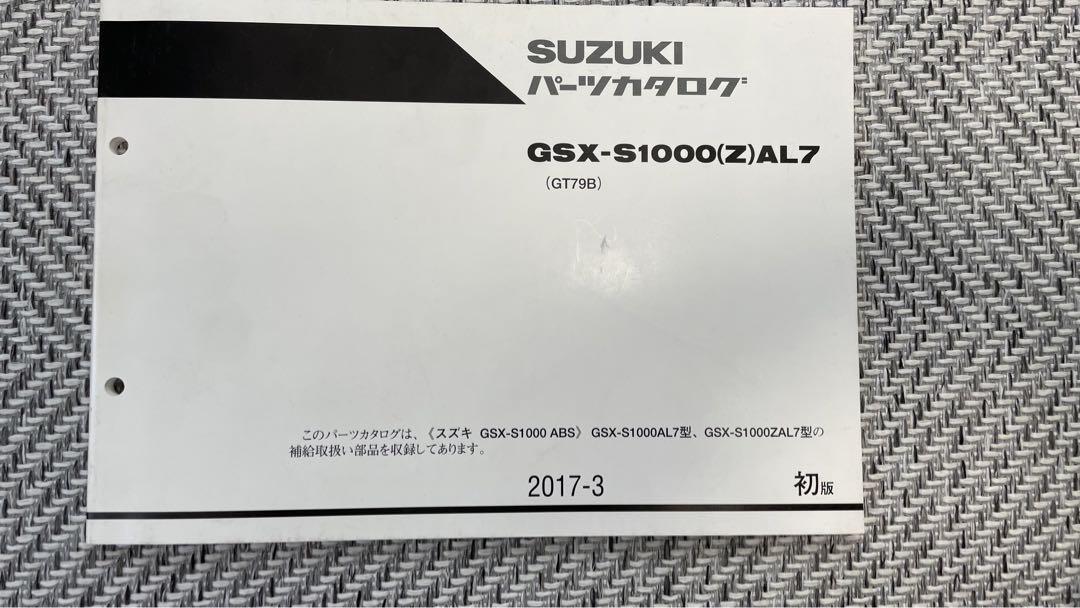 SUZUKI
パーツカタログ
GSX-S1000(Z)AL7
(GT79B)
このパーツカタログは、《スズキ GSX-S1000 ABS》 GSX-S1000AL7型、GSX-S1000ZAL7型の
補給取扱い部品を収録してあります。
2017-3 初版